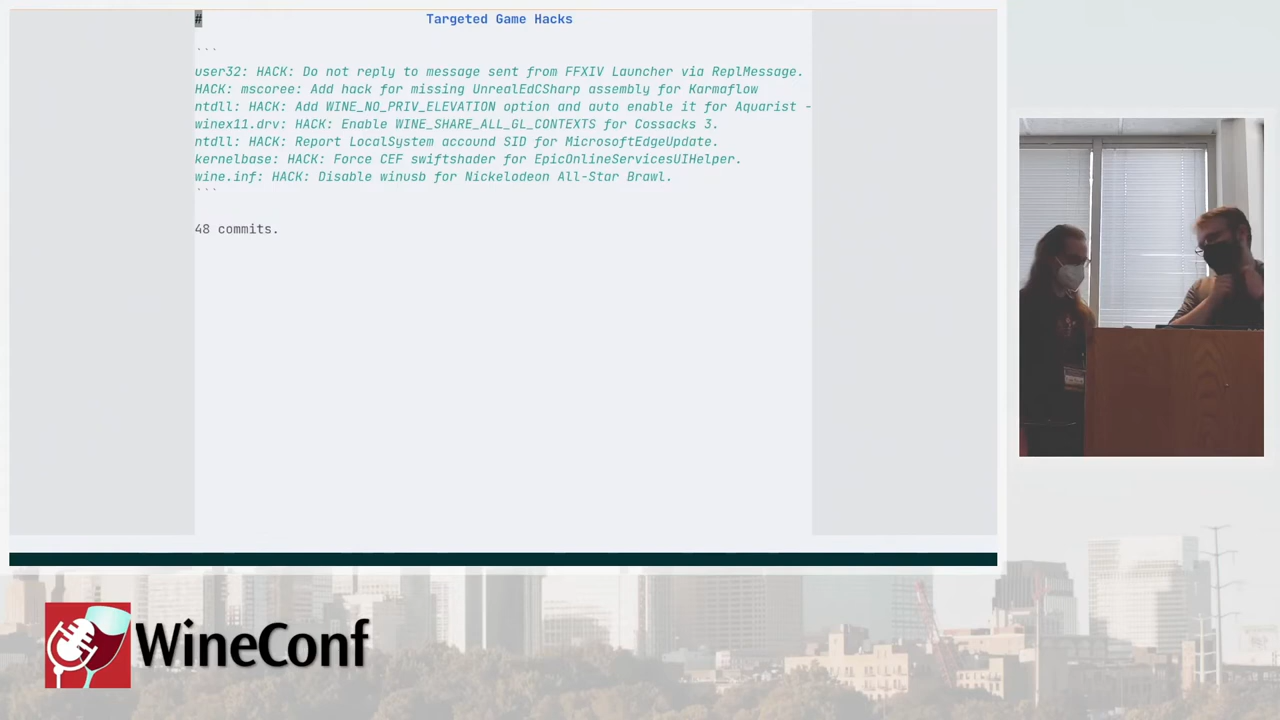 # Targeted Game Hacks
```
user32: HACK: Do not reply to message sent from FFXIV Launcher via ReplMessage.
HACK: mscoree: Add hack for missing UnrealEdCSharp assembly for Karmaflow
ntdll: HACK: Add WINE_NO_PRIV_ELEVATION option and auto enable it for Aquarist -
winex11.drv: HACK: Enable WINE_SHARE_ALL_GL_CONTEXTS for Cossacks 3.
ntdll: HACK: Report LocalSystem accound SID for MicrosoftEdgeUpdate.
kernelbase: HACK: Force CEF swiftshader for EpicOnlineServicesUIHelper.
wine.inf: HACK: Disable winusb for Nickelodeon All-Star Brawl.
```
48 commits.
WineConf